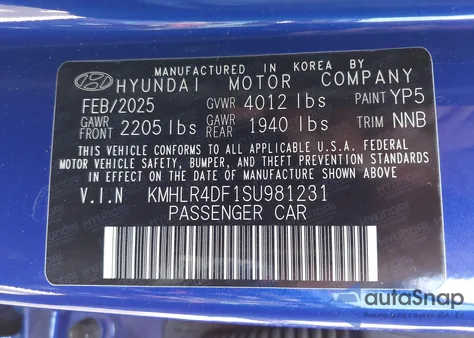 MANUFACTURED IN KOREA BY
HYUNDAI MOTOR COMPANY
FEB/2025 GVWR 4012 lbs PAINT YP5
GAWR FRONT 2205 lbs GAWR REAR 1940 lbs TRIM NNB
THIS VEHICLE CONFORMS TO ALL APPLICABLE U.S.A. FEDERAL
MOTOR VEHICLE SAFETY, BUMPER, AND THEFT PREVENTION STANDARDS
IN EFFECT ON THE DATE OF MANUFACTURE SHOWN ABOVE
V.I.N KMHLR4DF1SU981231
PASSENGER CAR
autoSnap